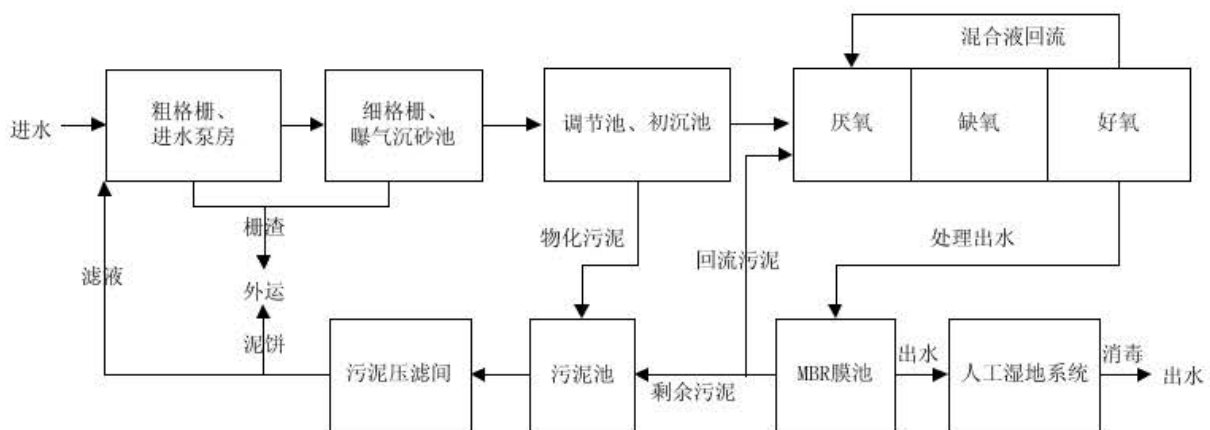 混合液回流
进水
粗格栅、
进水泵房
细格栅、
曝气沉砂池
调节池、初沉池
厌氧
缺氧
好氧
栅渣
物化污泥
回流污泥
处理出水
滤液
外运
泥饼
污泥压滤间
污泥池
剩余污泥
MBR膜池
出水
人工湿地系统
消毒
出水